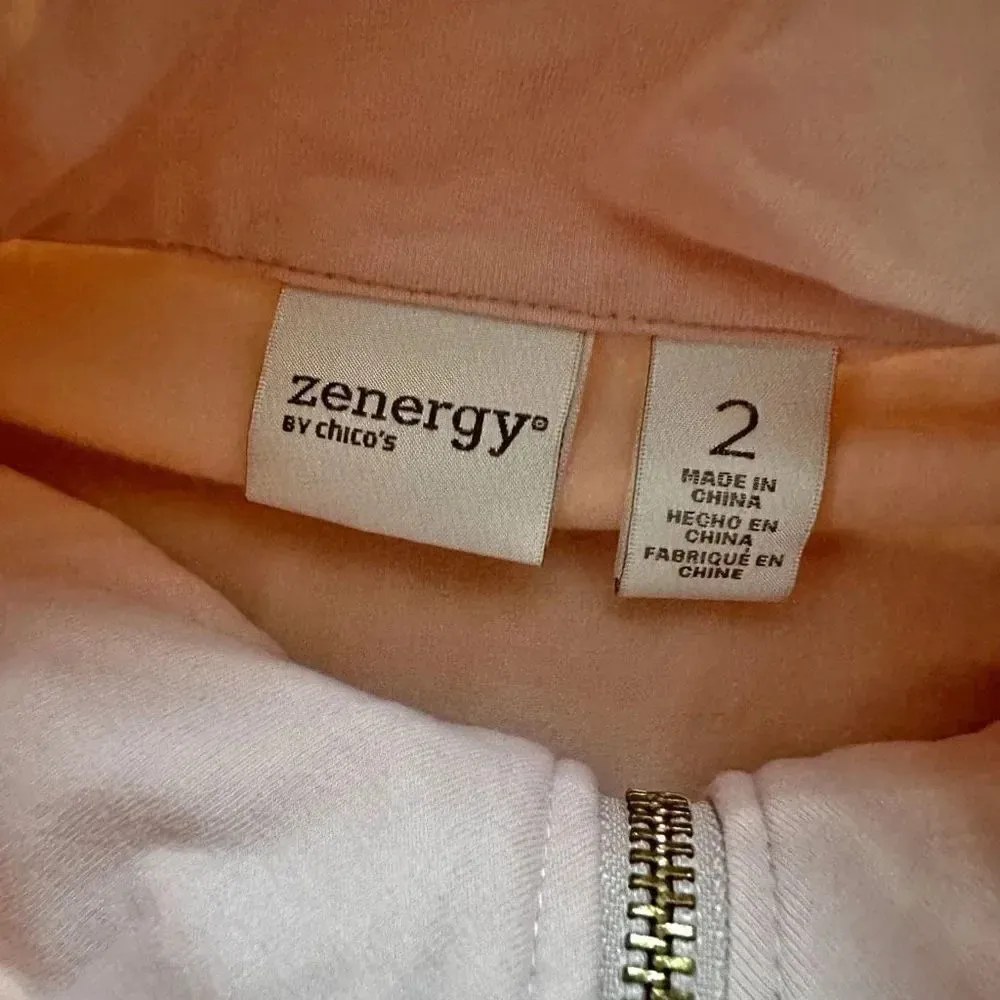 zenergy®
BY chico's
2
MADE IN
CHINA
HECHO EN
CHINA
FABRIQUÉ EN
CHINE